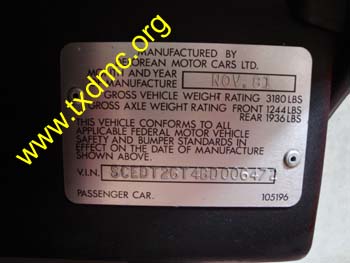 MANUFACTURED BY
DELOREAN MOTOR CARS LTD.
MONTH AND YEAR
MANUFACTURE NOV. 81
GROSS VEHICLE WEIGHT RATING 3180 LBS
GROSS AXLE WEIGHT RATING FRONT 1244 LBS
REAR 1936 LBS
THIS VEHICLE CONFORMS TO ALL
APPLICABLE FEDERAL MOTOR VEHICLE
SAFETY AND BUMPER STANDARDS IN
EFFECT ON THE DATE OF MANUFACTURE
SHOWN ABOVE.
V.I.N.
PASSENGER CAR. 105196
www.txdmc.org